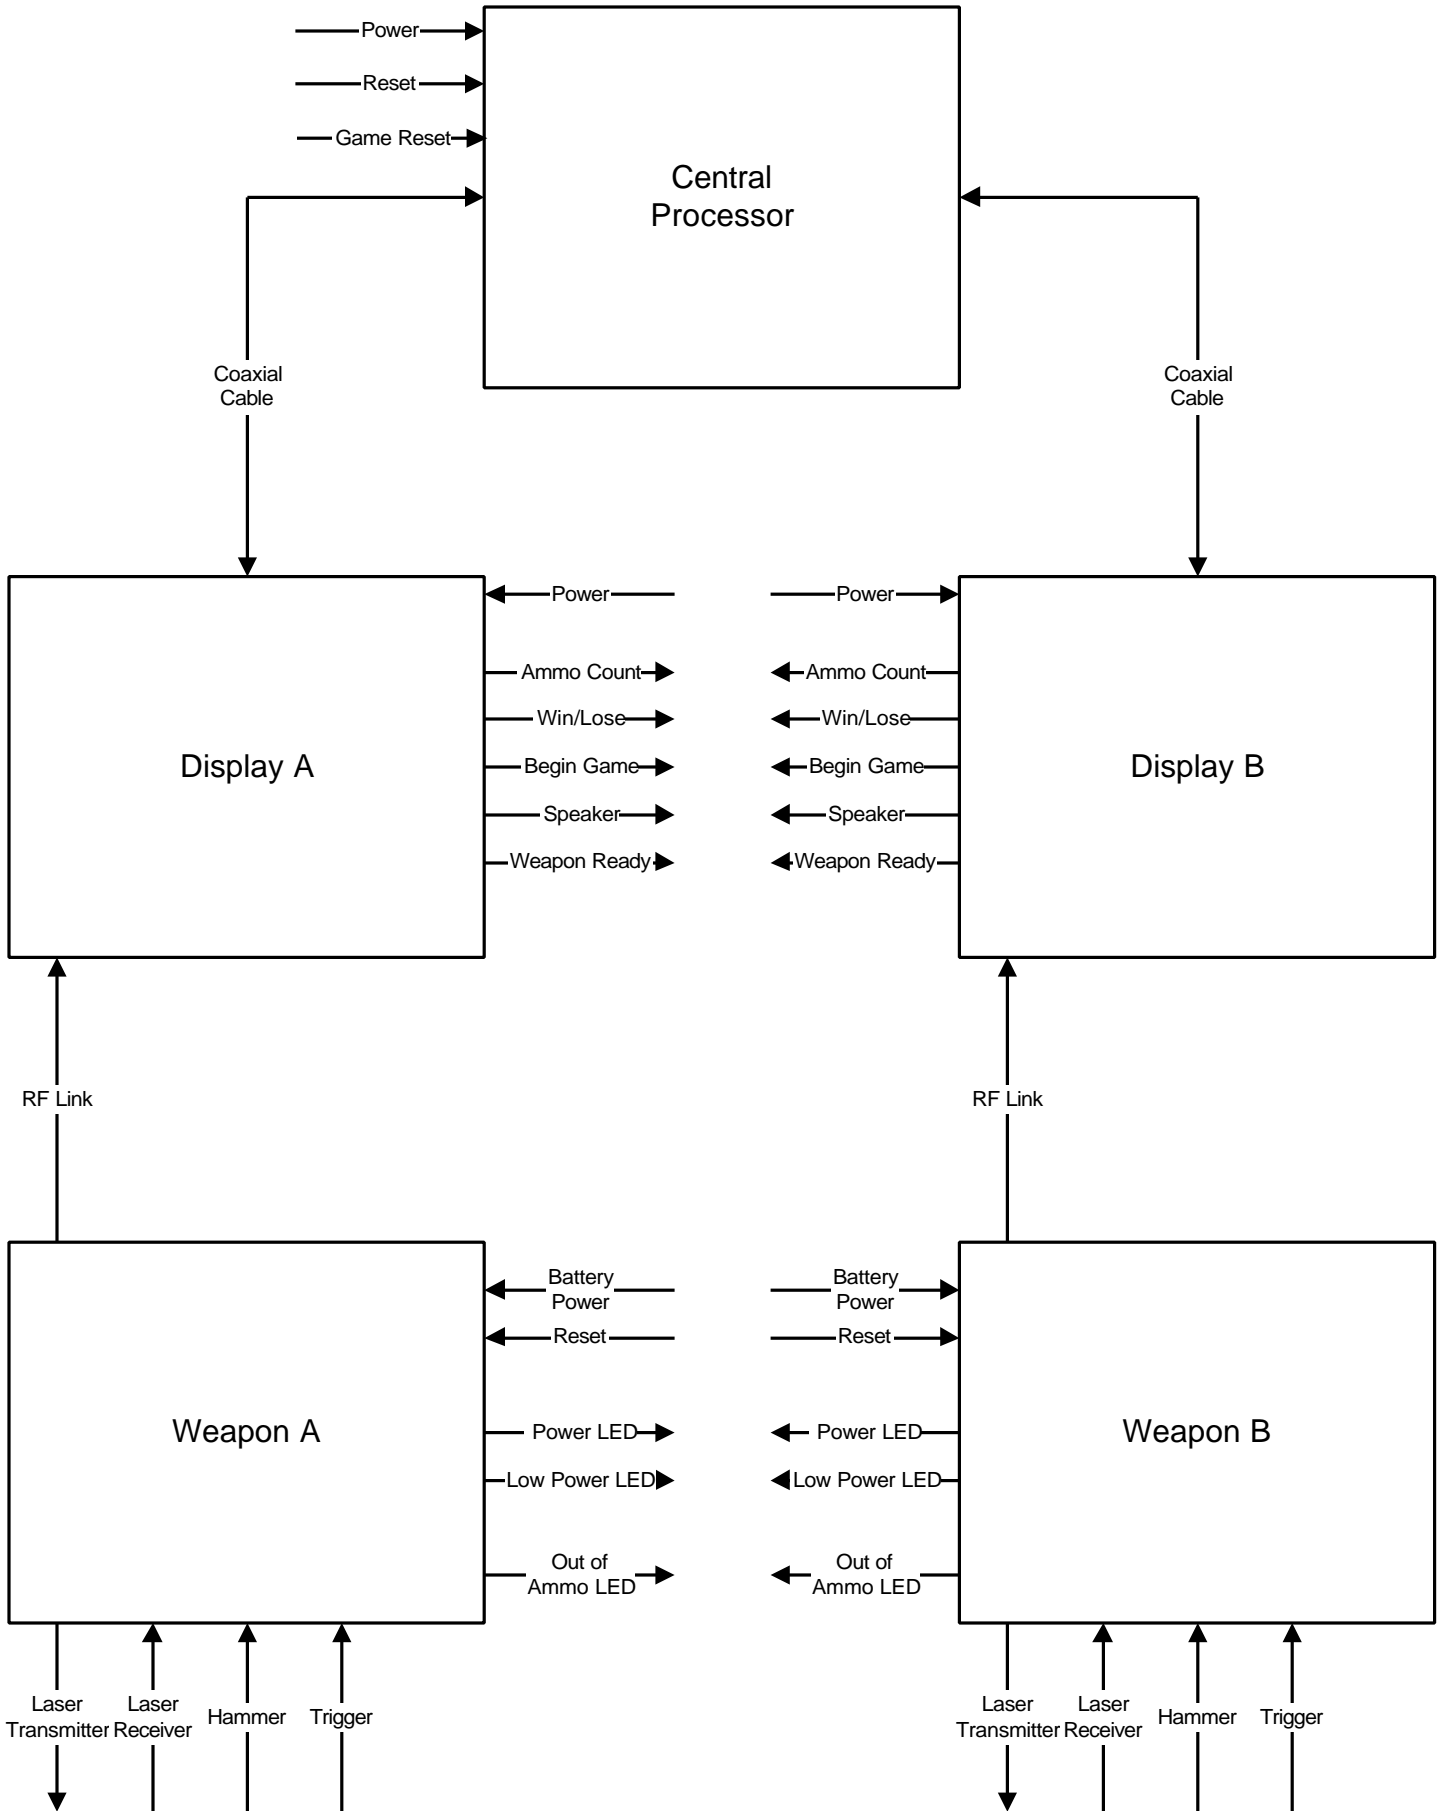 Power
Reset
Game Reset
Central
Processor
Coaxial
Cable
Coaxial
Cable
Power
Power
Ammo Count
Ammo Count
Win/Lose
Win/Lose
Display A
Begin Game
Begin Game
Display B
Speaker
Speaker
Weapon Ready
Weapon Ready
RF Link
RF Link
Battery
Power
Battery
Power
Reset
Reset
Weapon A
Power LED
Power LED
Weapon B
Low Power LED
Low Power LED
Out of
Ammo LED
Out of
Ammo LED
Laser
Transmitter
Laser
Receiver
Hammer
Trigger
Laser
Transmitter
Laser
Receiver
Hammer
Trigger